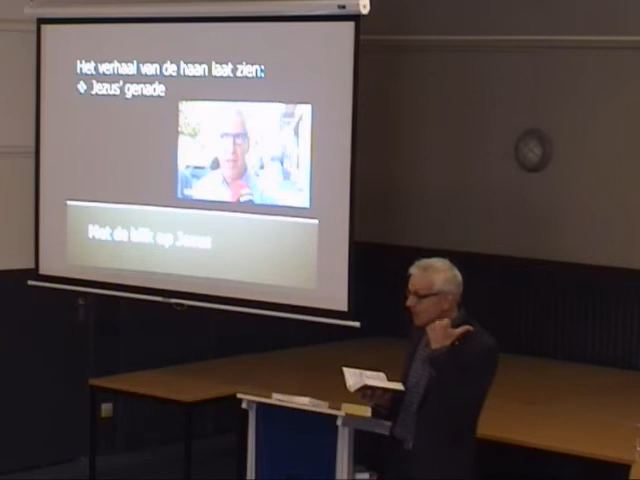 Het verhaal van de haan laat zien:
❖ Jezus' genade
Met de blik op Jezus